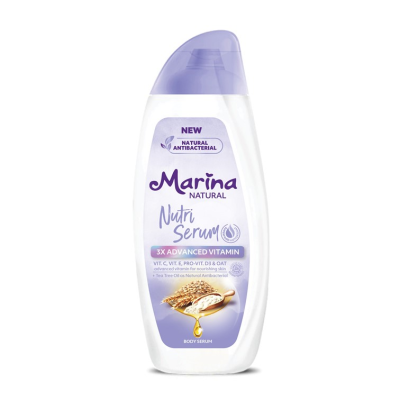 NEW
NATURAL
ANTIBACTERIAL
Marina
NATURAL
Nutri
Serum
3X ADVANCED VITAMIN
VIT. C, VIT. E, PRO-VIT. D3 & OAT
BODY SERUM